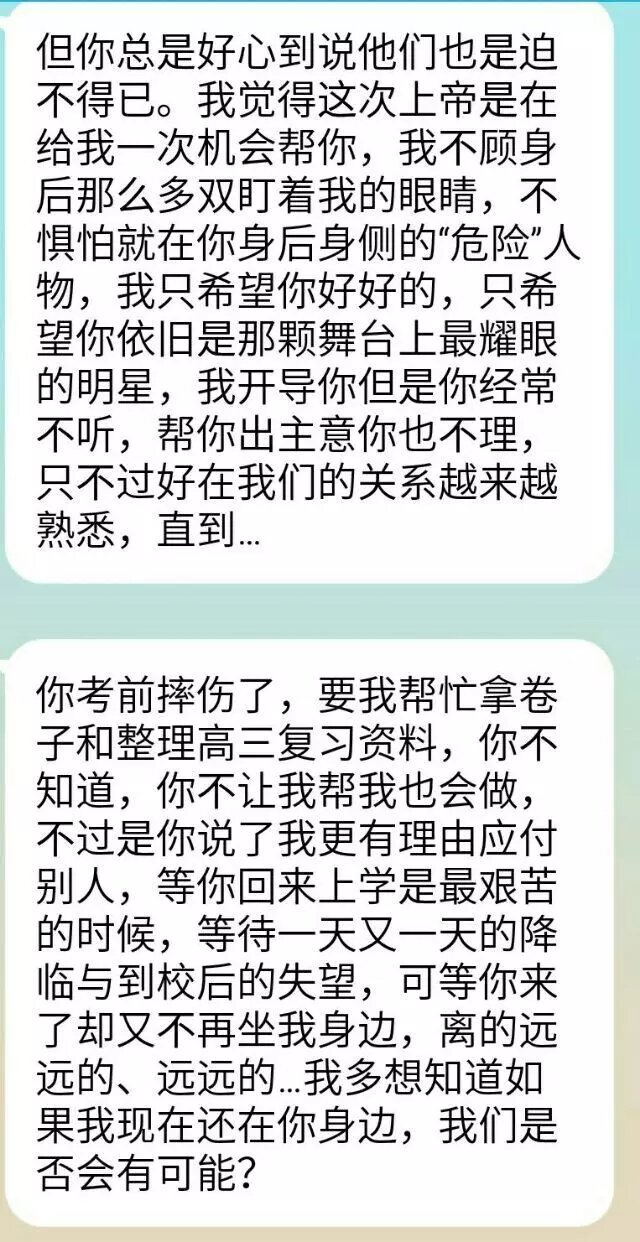 但你总是好心到说他们也是迫
不得已。我觉得这次上帝是在
给我一次机会帮你，我不顾身
后那么多双盯着我的眼睛，不
惧怕就在你身后身侧的“危险”人
物，我只希望你好好的，只希
望你依旧是那颗舞台上最耀眼
的明星，我开导你但是你经常
不听，帮你出主意你也不理，
只不过好在我们的关系越来越
熟悉，直到...
你考前摔伤了，要我帮忙拿卷
子和整理高三复习资料，你不
知道，你不让我帮我也会做，
不过是你说了我更有理由应付
别人，等你回来上学是最艰苦
的时候，等待一天又一天的降
临与到校后的失望，可等你来
了却又不再坐我身边，离的远
远的、远远的...我多想知道如
果我现在还在你身边，我们是
否会有可能？